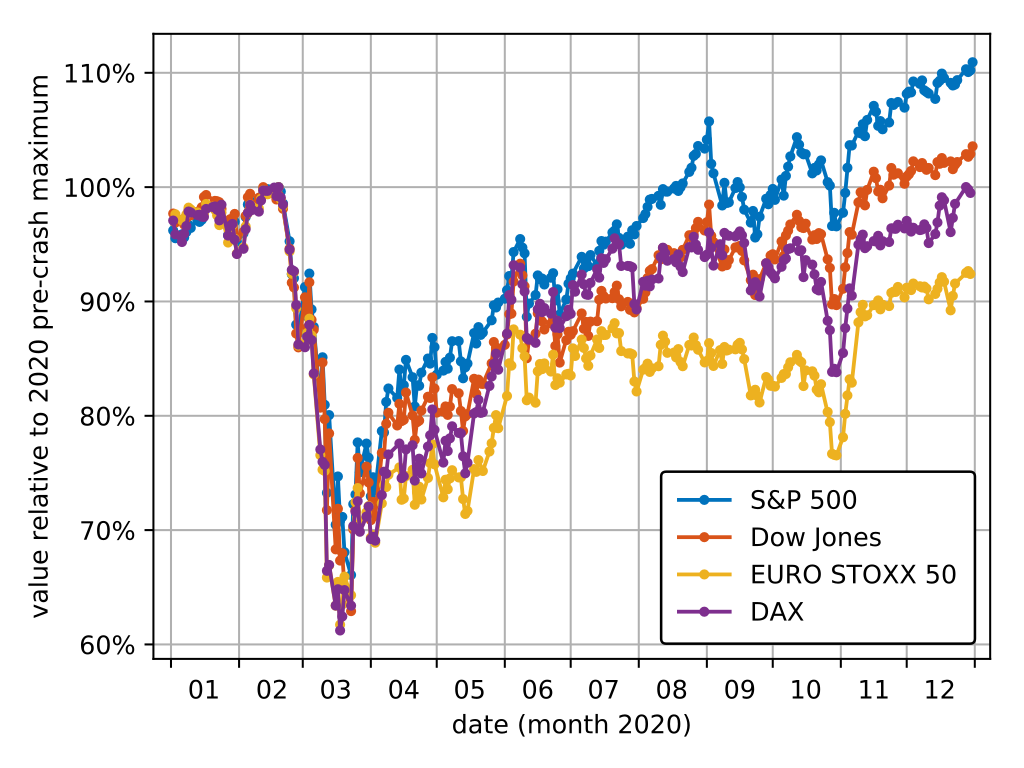 value relative to 2020 pre-crash maximum
110%
100%
90%
80%
70%
60%
S&P 500
Dow Jones
EURO STOXX 50
DAX
01 02 03 04 05 06 07 08 09 10 11 12
date (month 2020)